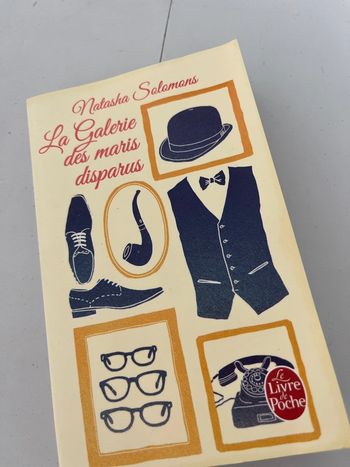 Natasha Solomons
La Galerie
des maris
disparus
Le
Livre
de
Poche